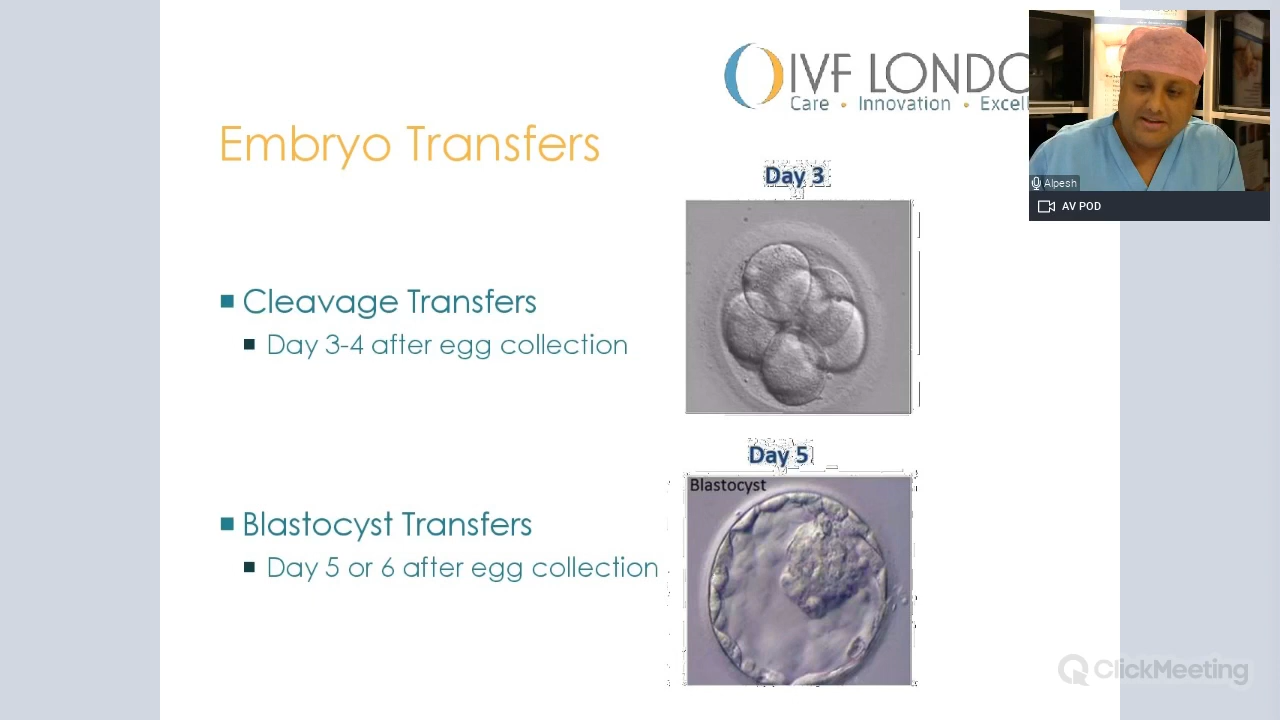 IVF LONDO
Care • Innovation • Excell
Embryo Transfers
Day 3
Cleavage Transfers
Day 3-4 after egg collection
Day 5
Blastocyst
Blastocyst Transfers
Day 5 or 6 after egg collection
Alpesh
AV POD
ClickMeeting